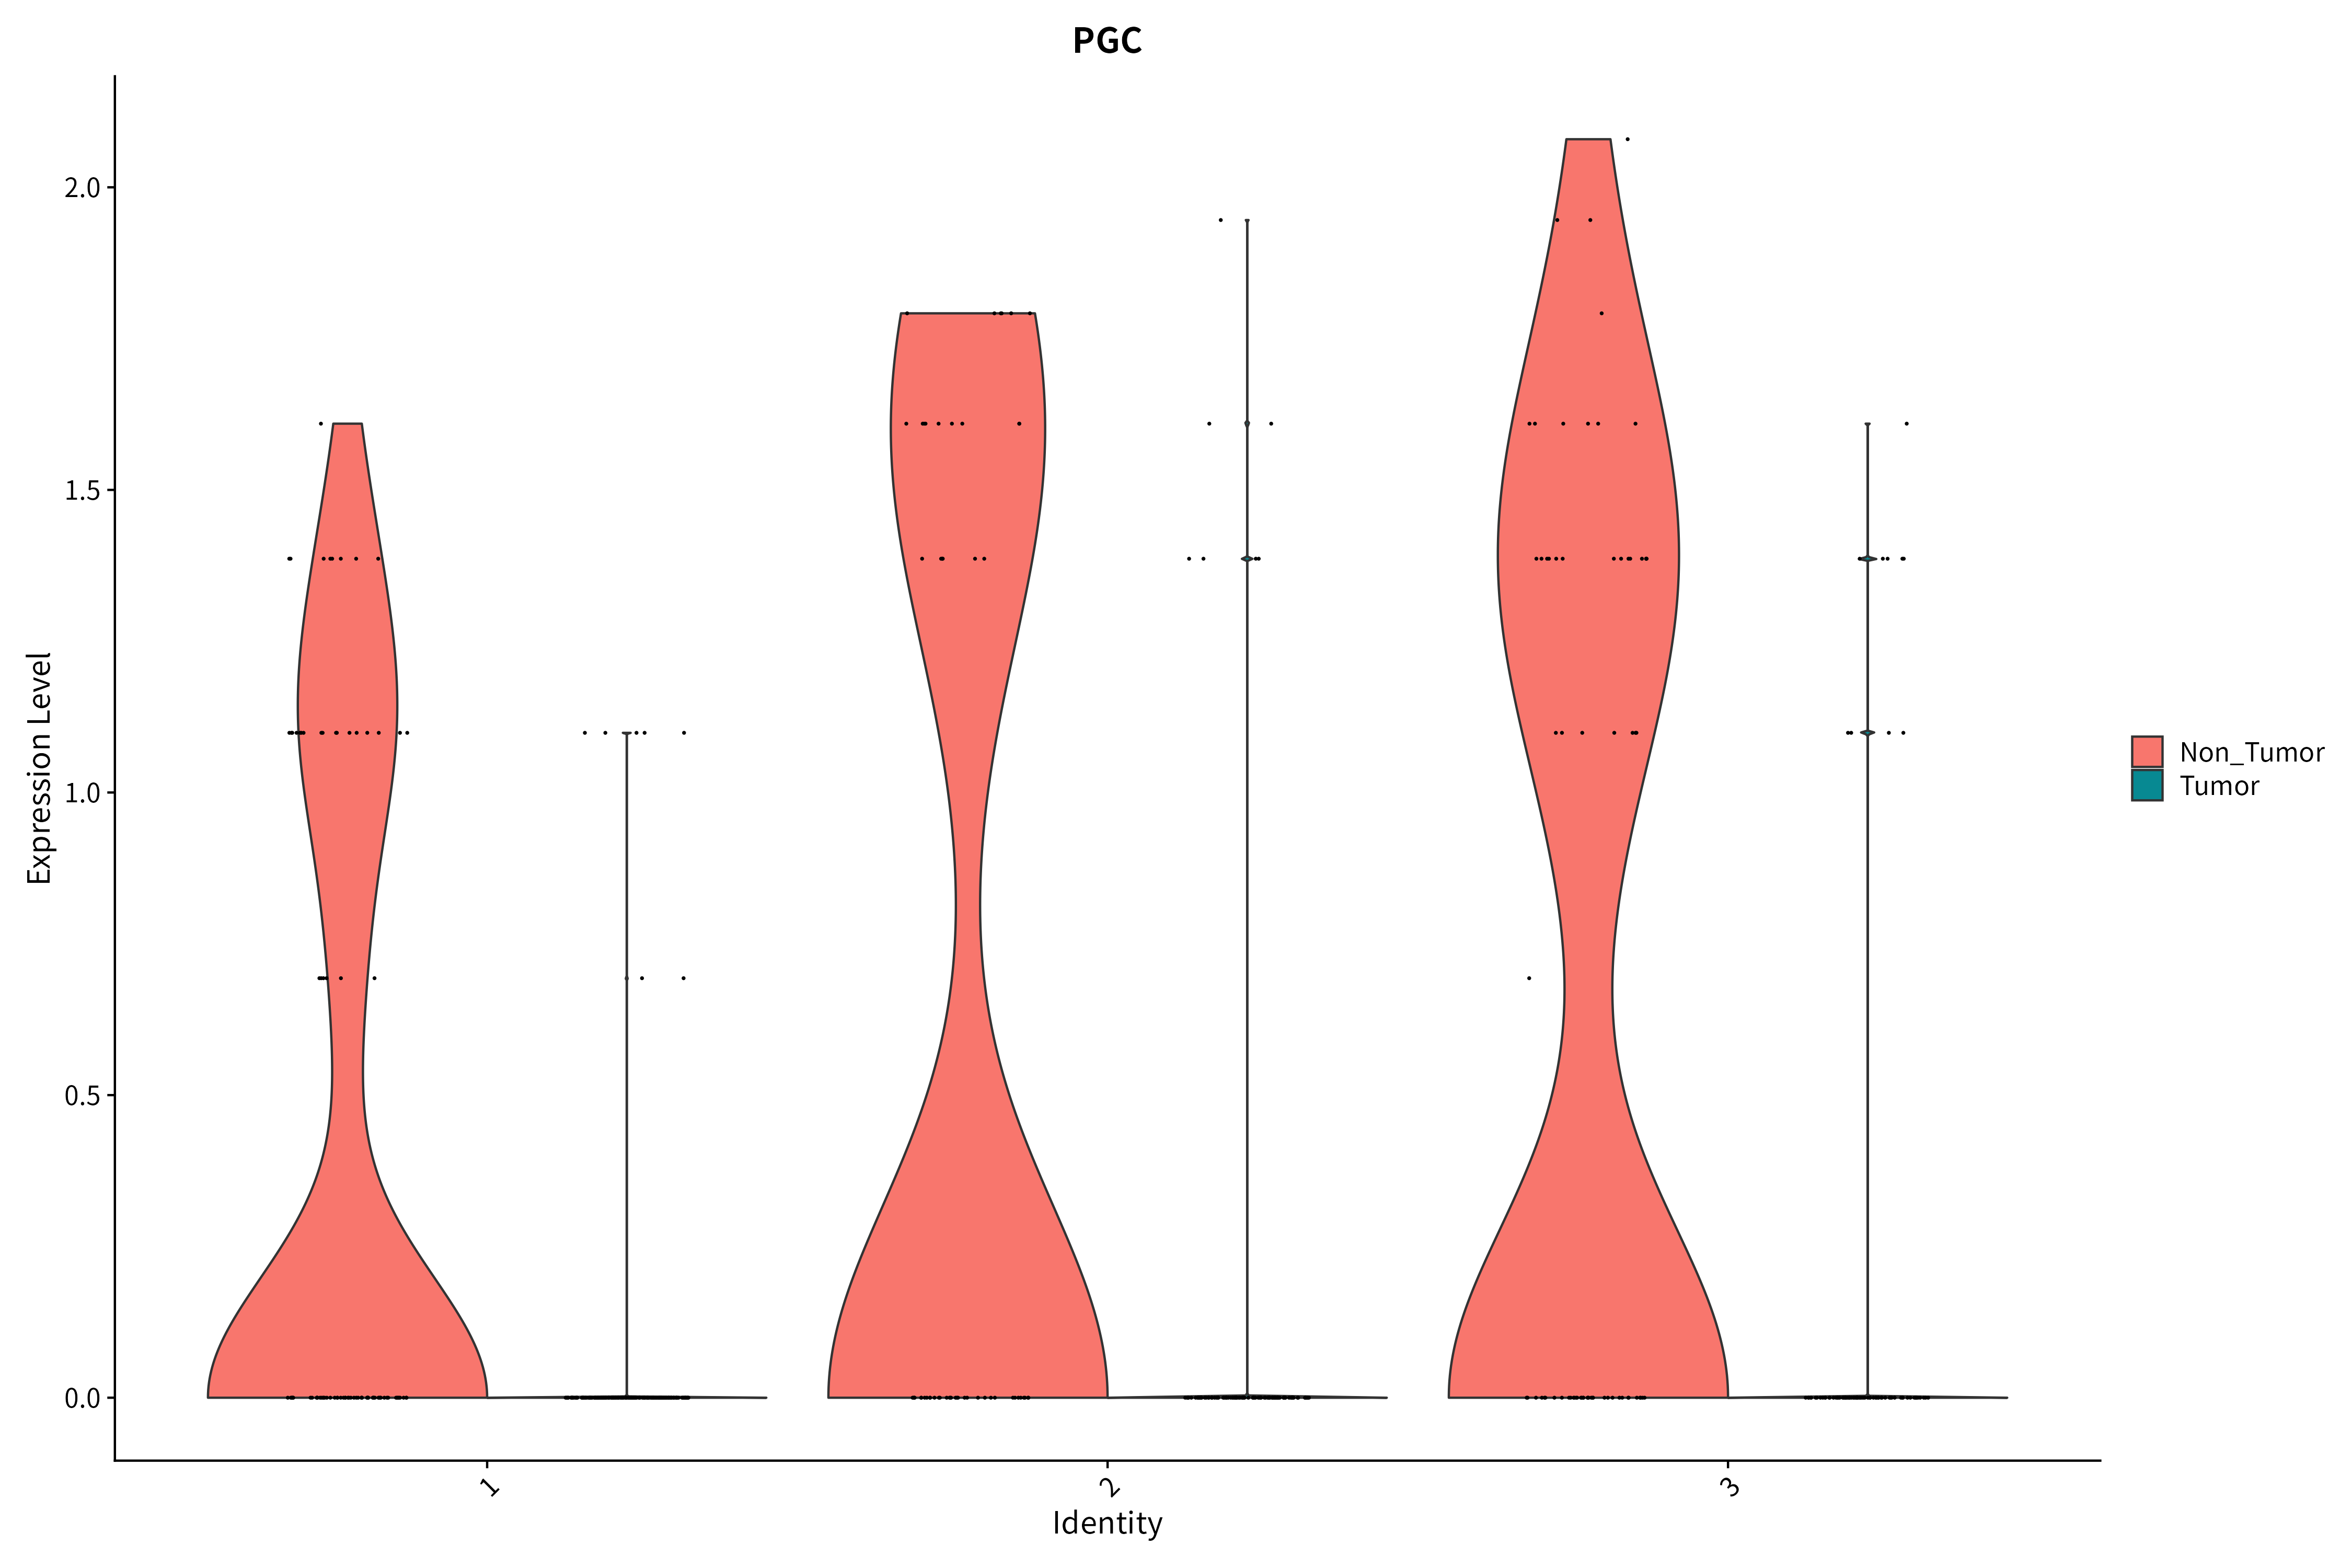 PGC
Expression Level
2.0
1.5
1.0
0.5
0.0
1
2
3
Identity
Non_Tumor
Tumor